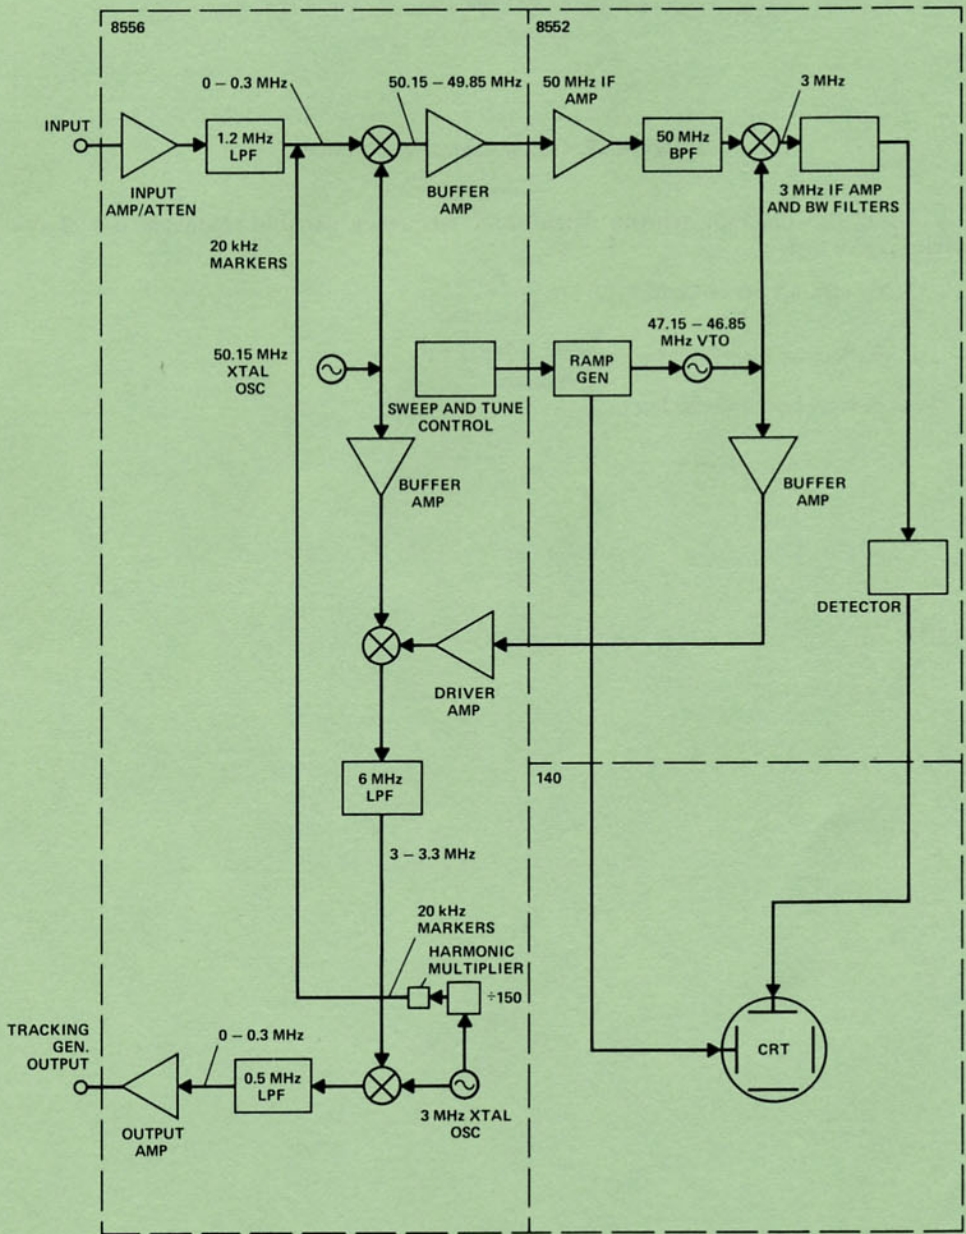 8556
8552
0 – 0.3 MHz
50.15 – 49.85 MHz
50 MHz IF
AMP
3 MHz
INPUT
1.2 MHz
LPF
50 MHz
BPF
INPUT
AMP/ATTEN
BUFFER
AMP
3 MHz IF AMP
AND BW FILTERS
20 kHz
MARKERS
50.15 MHz
XTAL
OSC
47.15 – 46.85
MHz VTO
RAMP
GEN
SWEEP AND TUNE
CONTROL
BUFFER
AMP
BUFFER
AMP
DETECTOR
DRIVER
AMP
6 MHz
LPF
140
3 – 3.3 MHz
20 kHz
MARKERS
HARMONIC
MULTIPLIER
÷150
TRACKING
GEN.
OUTPUT
0 – 0.3 MHz
0.5 MHz
LPF
3 MHz XTAL
OSC
OUTPUT
AMP
CRT